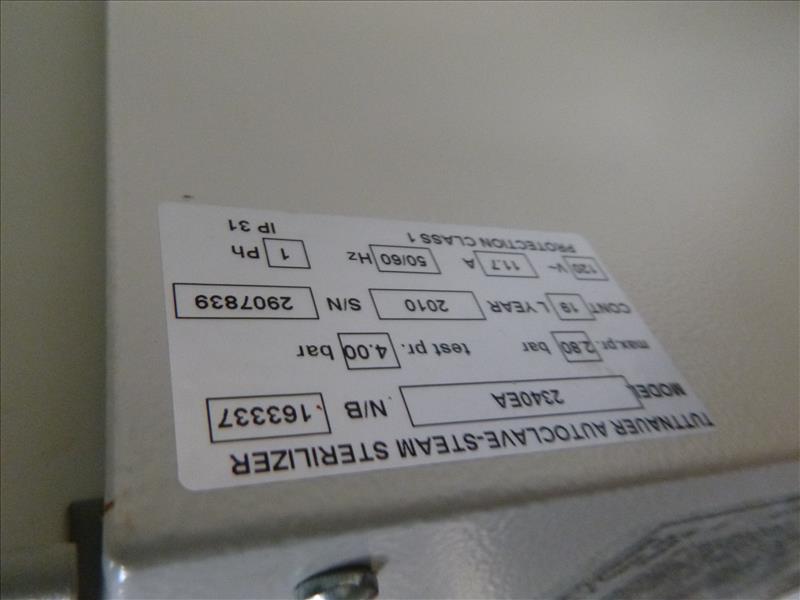 TUTTNAUER AUTOCLAVE-STEAM STERILIZER
MODEL 2340EA N/B 163337
max.pr. 2.80 bar test pr. 4.00 bar
CONT 19 L YEAR 2010 S/N 2907839
120 V~ 11.7 A 50/60 Hz 1 Ph
PROTECTION CLASS 1 IP 31